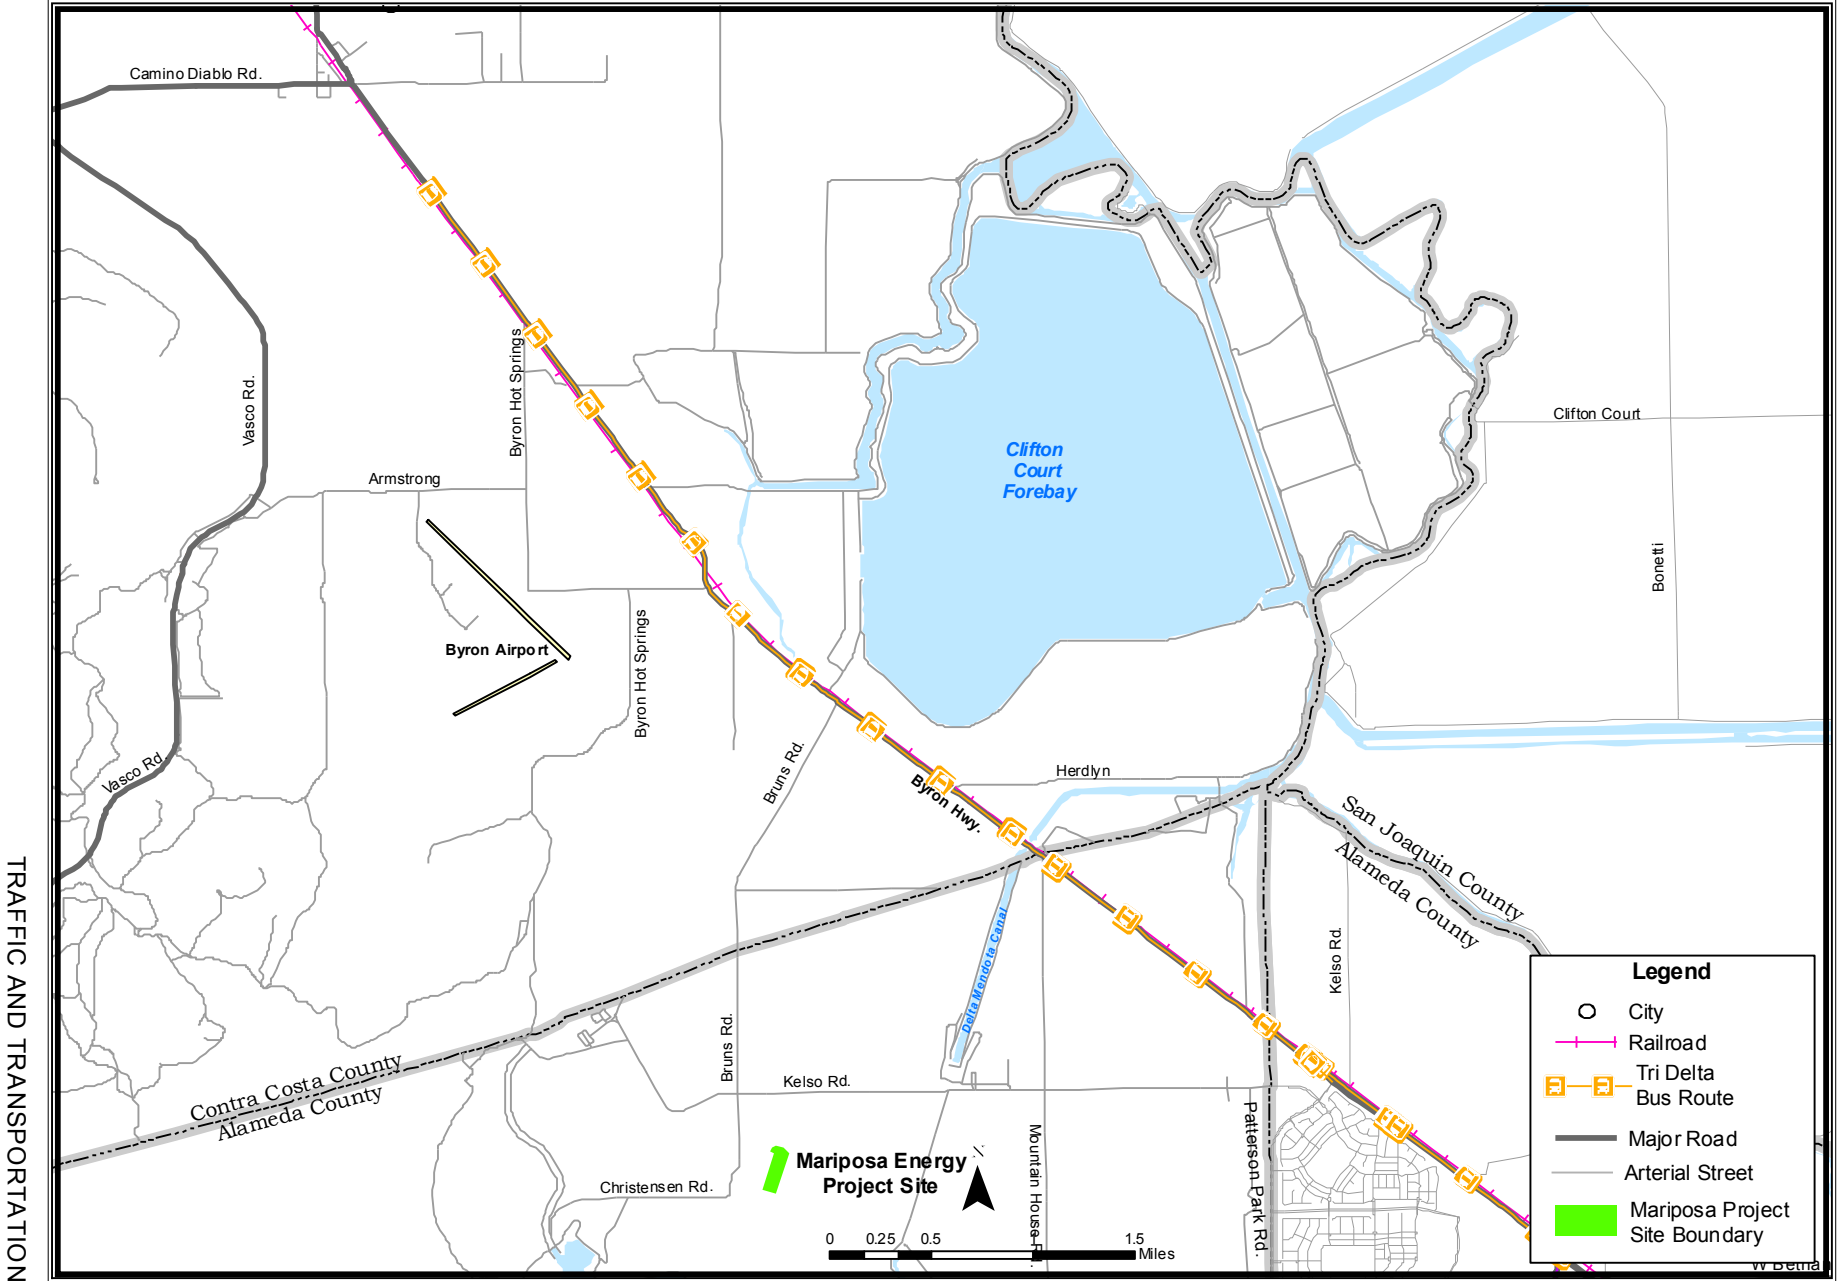 Camino Diablo Rd.
Vasco Rd.
Byron Hot Springs
Armstrong
Clifton
Court
Forebay
Clifton Court
Bonetti
Byron Airport
Byron Hot Springs
Vasco Rd.
Bruns Rd.
Herdlyn
Byron Hwy.
San Joaquin County
Alameda County
Delta Mendota Canal
Kelso Rd.
Contra Costa County
Alameda County
Bruns Rd.
Kelso Rd.
Mountain House R
Patterson Park Rd.
Christensen Rd.
Mariposa Energy
Project Site
N
0 0.25 0.5 1.5
Miles
Legend
City
Railroad
Tri Delta
Bus Route
Major Road
Arterial Street
Mariposa Project
Site Boundary
TRAFFIC AND TRANSPORTATION